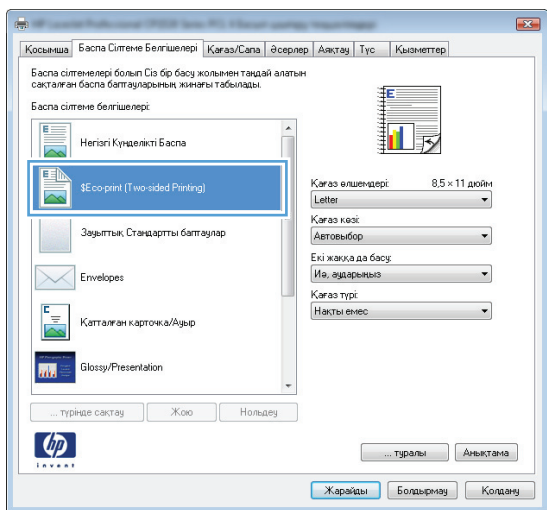 Қосымша
Баспа Сілтеме Белгішелері
Қағаз/Сапа
Әсерлер
Аяқтау
Түс
Қызметтер
Баспа сілтемелері болып Сіз бір басу жолымен таңдай алатын
сақталған баспа баптауларының жинағы табылады.
Баспа сілтеме белгішелері:
Негізгі Күнделікті Баспа
$Eco-print (Two-sided Printing)
Зауыттық Стандартты баптаулар
Envelopes
Катталған карточка/Ауыр
Glossy/Presentation
... түрінде сақтау
Жою
Нольдеу
Қағаз өлшемдері: 8,5 × 11 дюйм
Letter
Қағаз көзі:
Автовыбор
Екі жаққа да басу:
Иә, аударыңыз
Қағаз түрі:
Нақты емес
hp
invent
... туралы
Анықтама
Жарайды
Болдырмау
Қолдану